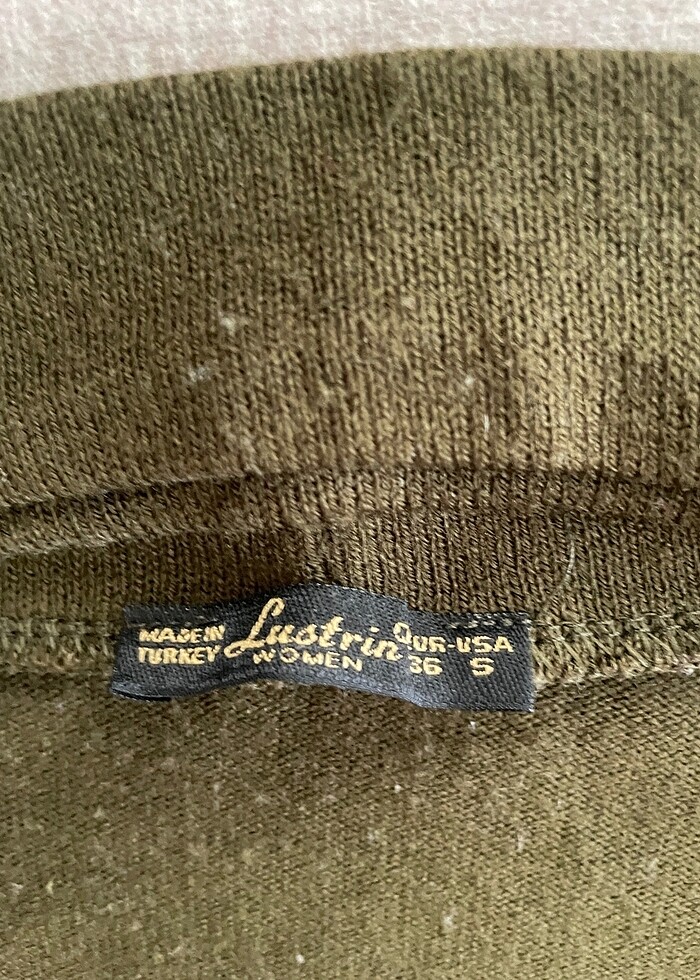 MADE IN
TURKEY
Lustrin
WOMEN
EUR-USA
36 S